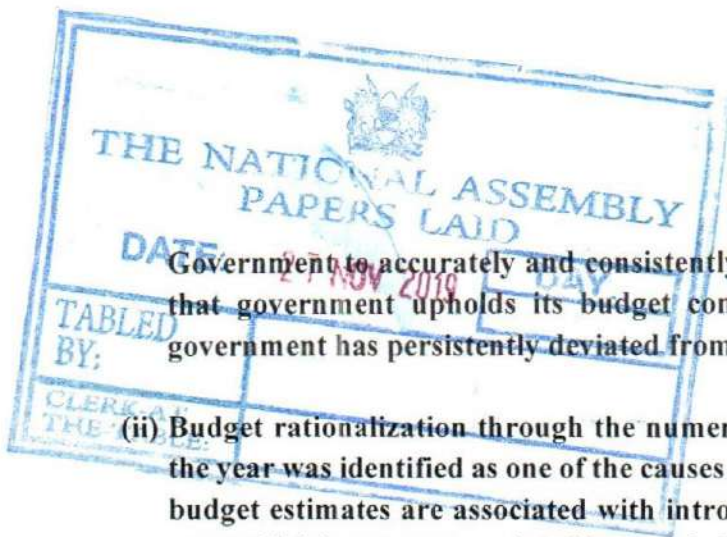 THE NATIONAL ASSEMBLY
PAPERS LAID
DATE: 27 NOV 2019 DAY
TABLED BY:
CLERK-AT THE-TABLE:
Government to accurately and consistently
that government upholds its budget con
government has persistently deviated from
(ii) Budget rationalization through the numer
the year was identified as one of the causes
budget estimates are associated with intro